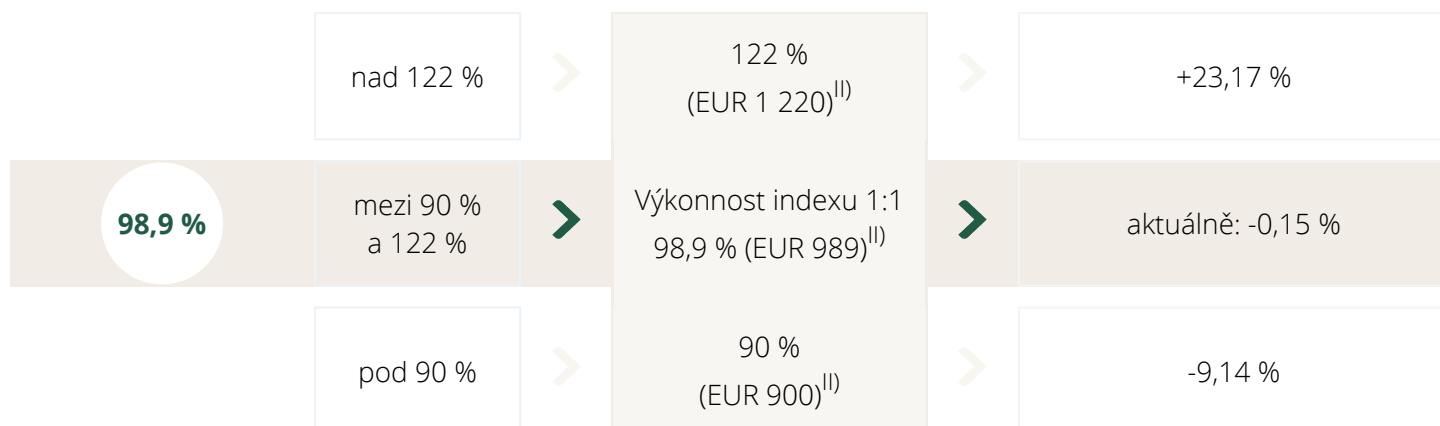 nad 122 %
122 %
(EUR 1 220)II)
+23,17 %
98,9 %
mezi 90 %
a 122 %
Výkonnost indexu 1:1
98,9 % (EUR 989)II)
aktuálně: -0,15 %
pod 90 %
90 %
(EUR 900)II)
-9,14 %